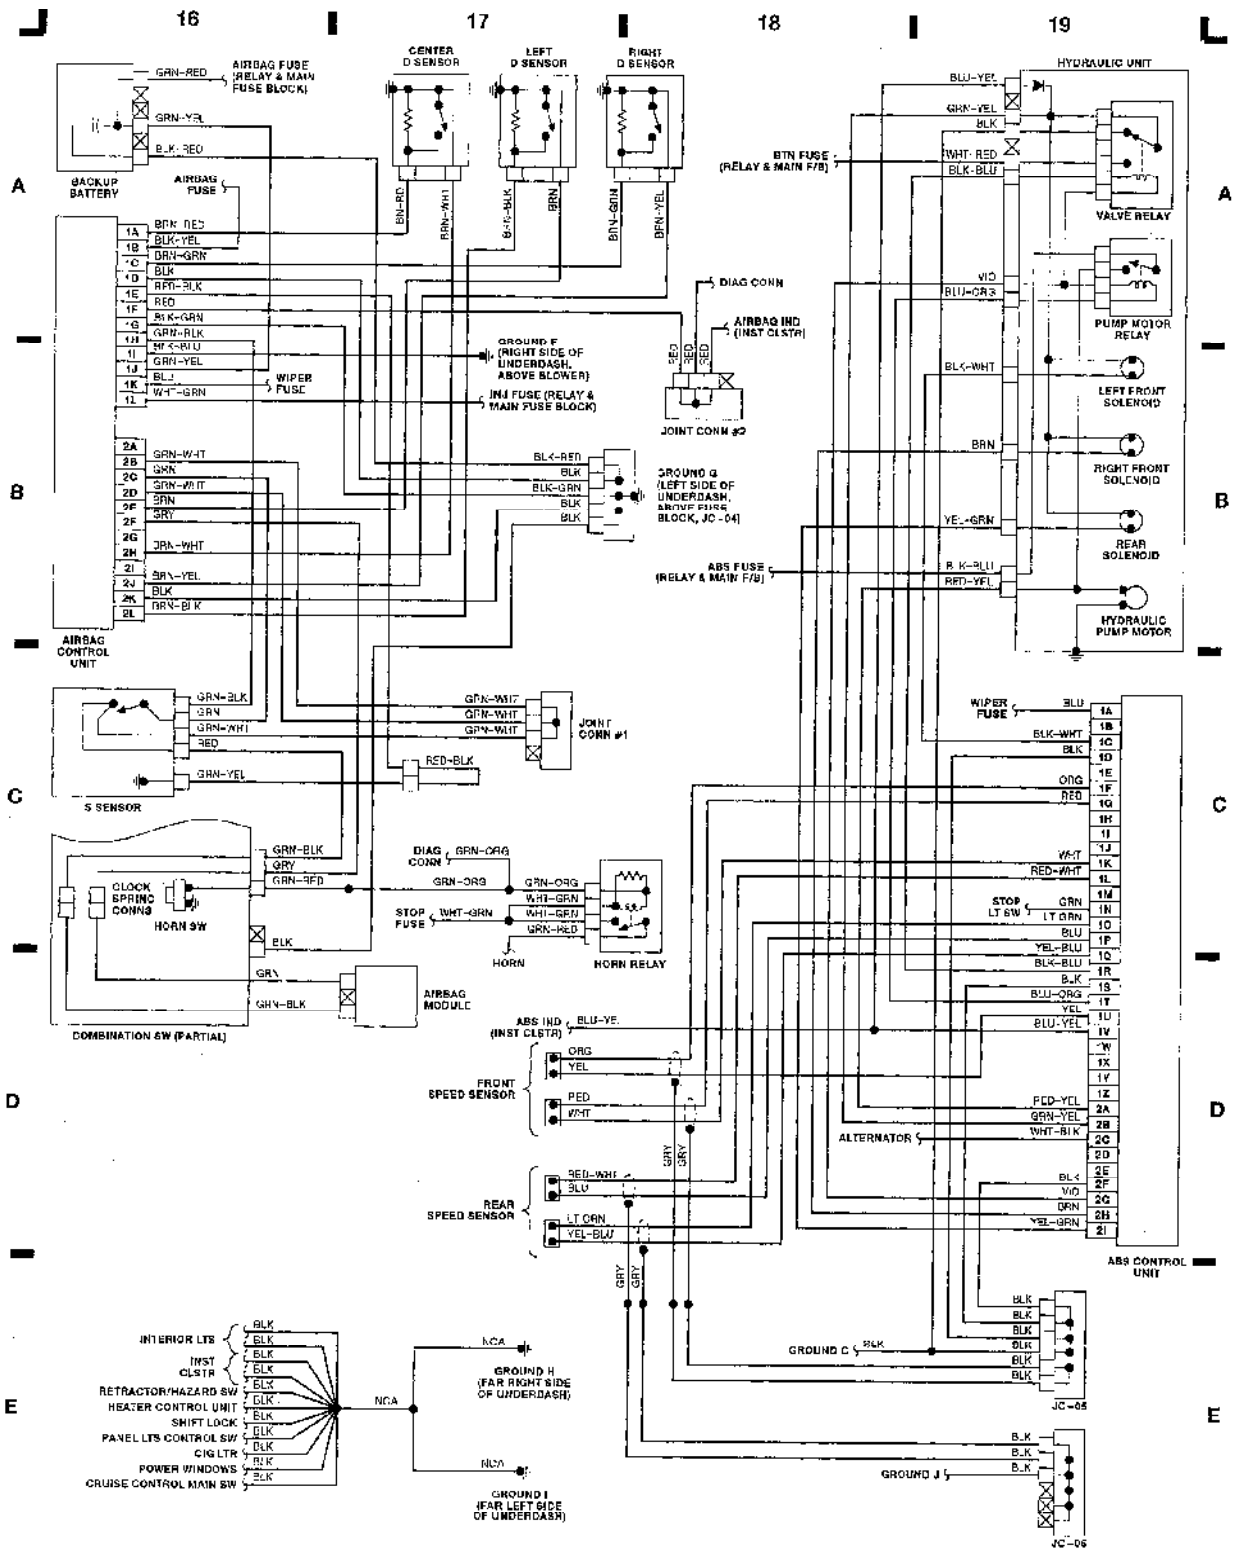 16
17
18
19
CENTER
D SENSOR
LEFT
D SENSOR
RIGHT
D SENSOR
HYDRAULIC UNIT
GRN-RED
AIRBAG FUSE
(RELAY & MAIN
FUSE BLOCK)
GRN-YEL
BLK-RED
BACKUP
BATTERY
AIRBAG
FUSE
A
BN-RD
BRN-WHT
BRN-BLK
BRN
BRN-GRN
BRN-YEL
BLU-YEL
GRN-YEL
BLK
BTN FUSE
(RELAY & MAIN F/B)
WHT-RED
BLK-BLU
VALVE RELAY
A
1A BRN-RED
1B BLK-YEL
1C BRN-GRN
1D BLK
1E RED-BLK
1F RED
1G BLK-GRN
1H GRN-BLK
1I BLK-BLU
1J GRN-YEL
1K BLU
1L WHT-GRN
WIPER
FUSE
GROUND F
(RIGHT SIDE OF
UNDERDASH,
ABOVE BLOWER)
INJ FUSE (RELAY &
MAIN FUSE BLOCK)
DIAG CONN
AIRBAG IND
(INST CLSTR)
RED
RED
RED
JOINT CONN #2
VIO
BLU-ORG
PUMP MOTOR
RELAY
BLK-WHT
LEFT FRONT
SOLENOID
BRN
RIGHT FRONT
SOLENOID
YEL-GRN
REAR
SOLENOID
ABS FUSE
(RELAY & MAIN F/B)
BLK-BLU
RED-YEL
HYDRAULIC
PUMP MOTOR
B
2A
2B GRN-WHT
2C GRN
2D GRN-WHT
2E BRN
2F GRY
2G
2H BRN-WHT
2I
2J BRN-YEL
2K BLK
2L BRN-BLK
AIRBAG
CONTROL
UNIT
BLK-RED
BLK
BLK-GRN
BLK
BLK
GROUND G
(LEFT SIDE OF
UNDERDASH,
ABOVE FUSE
BLOCK, JC-04)
B
GRN-BLK
GRN
GRN-WHT
RED
GRN-YEL
S SENSOR
GRN-WHT
GRN-WHT
GRN-WHT
JOINT
CONN #1
RED-BLK
C
GRN-BLK
GRY
GRN-RED
CLOCK
SPRING
CONNS
HORN SW
BLK
GRN
GRN-BLK
AIRBAG
MODULE
COMBINATION SW (PARTIAL)
DIAG
CONN
GRN-ORG
GRN-ORG
GRN-ORG
WHT-GRN
STOP
FUSE
WHT-GRN
WHT-GRN
GRN-RED
HORN
HORN RELAY
WIPER
FUSE
BLU 1A
1B
BLK-WHT 1C
BLK 1D
1E
ORG 1F
RED 1G
1H
1I
1J
WHT 1K
RED-WHT 1L
1M
STOP
LT SW
GRN 1N
LT GRN 1O
BLU 1P
YEL-BLU 1Q
BLK-BLU 1R
BLK 1S
BLU-ORG 1T
YEL 1U
BLU-YEL 1V
1W
1X
1Y
1Z
RED-YEL 2A
GRN-YEL 2B
ALTERNATOR WHT-BLK 2C
2D
2E
BLK 2F
VIO 2G
BRN 2H
YEL-GRN 2I
ABS CONTROL
UNIT
C
D
ABS IND
(INST CLSTR)
BLU-YEL
ORG
YEL
FRONT
SPEED SENSOR
RED
WHT
GRY
GRY
RED-WHT
BLU
REAR
SPEED SENSOR
LT GRN
YEL-BLU
GRY
GRY
D
INTERIOR LTS
BLK
BLK
INST
CLSTR
BLK
BLK
RETRACTOR/HAZARD SW BLK
HEATER CONTROL UNIT BLK
SHIFT LOCK BLK
PANEL LTS CONTROL SW BLK
CIG LTR BLK
POWER WINDOWS BLK
CRUISE CONTROL MAIN SW BLK
NCA
NCA
GROUND H
(FAR RIGHT SIDE
OF UNDERDASH)
NCA
GROUND I
(FAR LEFT SIDE
OF UNDERDASH)
E
BLK
BLK
BLK
GROUND C BLK BLK
BLK
BLK
JC-05
E
BLK
BLK
GROUND J BLK
JC-06